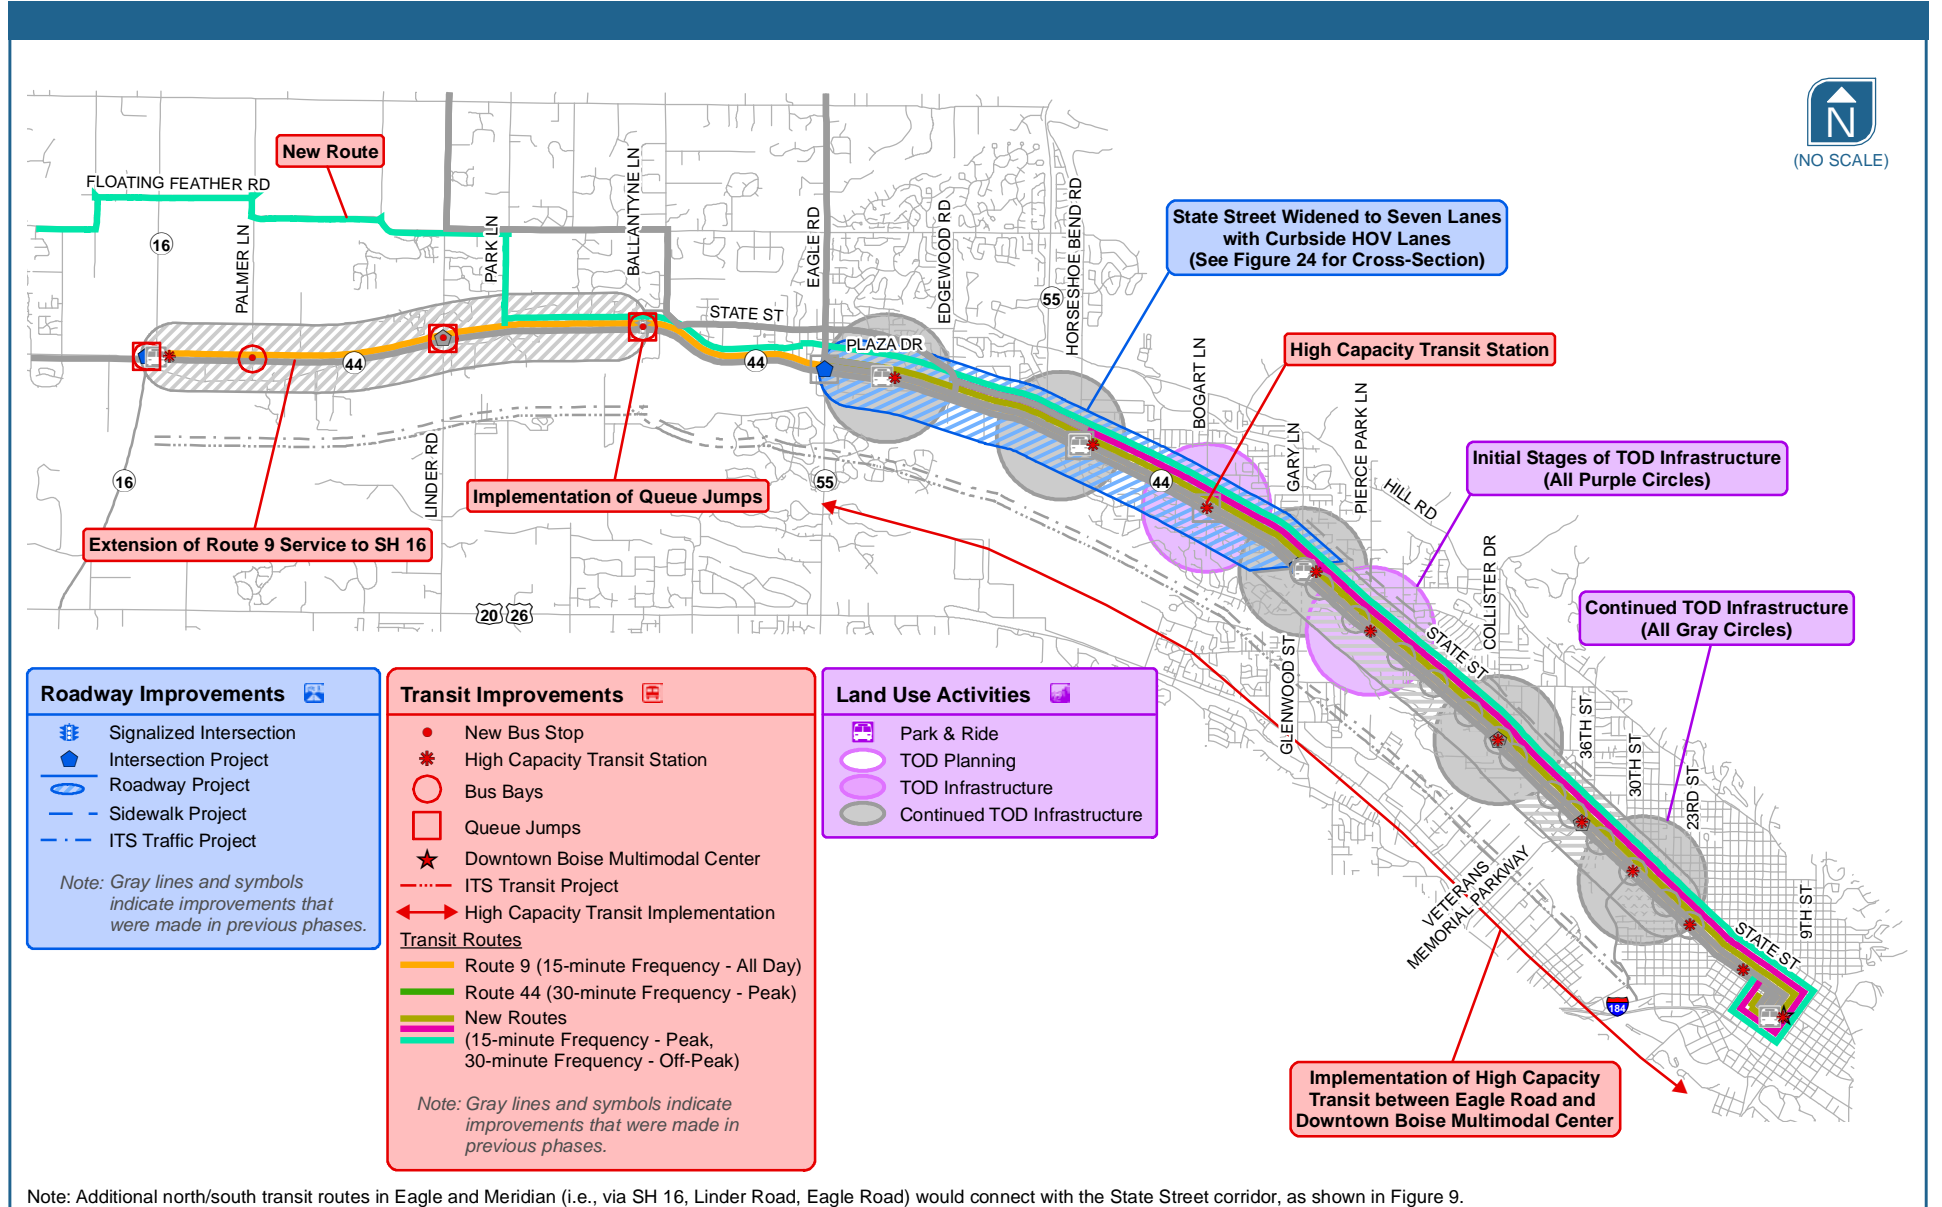 N
(NO SCALE)
New Route
FLOATING FEATHER RD
16
PALMER LN
PARK LN
BALLANTYNE LN
EAGLE RD
EDGEWOOD RD
HORSESHOE BEND RD
55
State Street Widened to Seven Lanes
with Curbside HOV Lanes
(See Figure 24 for Cross-Section)
STATE ST
PLAZA DR
44
44
High Capacity Transit Station
BOGART LN
GARY LN
PIERCE PARK LN
HILL RD
44
16
LINDER RD
Implementation of Queue Jumps
55
Initial Stages of TOD Infrastructure
(All Purple Circles)
Extension of Route 9 Service to SH 16
COLLISTER DR
20 26
Continued TOD Infrastructure
(All Gray Circles)
STATE ST
GLENWOOD ST
36TH ST
30TH ST
23RD ST
VETERANS
MEMORIAL PARKWAY
9TH ST
STATE ST
184
Implementation of High Capacity
Transit between Eagle Road and
Downtown Boise Multimodal Center
Roadway Improvements
Signalized Intersection
Intersection Project
Roadway Project
Sidewalk Project
ITS Traffic Project
Note: Gray lines and symbols
indicate improvements that
were made in previous phases.
Transit Improvements
New Bus Stop
High Capacity Transit Station
Bus Bays
Queue Jumps
Downtown Boise Multimodal Center
ITS Transit Project
High Capacity Transit Implementation
Transit Routes
Route 9 (15-minute Frequency - All Day)
Route 44 (30-minute Frequency - Peak)
New Routes
(15-minute Frequency - Peak,
30-minute Frequency - Off-Peak)
Note: Gray lines and symbols indicate
improvements that were made in
previous phases.
Land Use Activities
Park & Ride
TOD Planning
TOD Infrastructure
Continued TOD Infrastructure
Note: Additional north/south transit routes in Eagle and Meridian (i.e., via SH 16, Linder Road, Eagle Road) would connect with the State Street corridor, as shown in Figure 9.